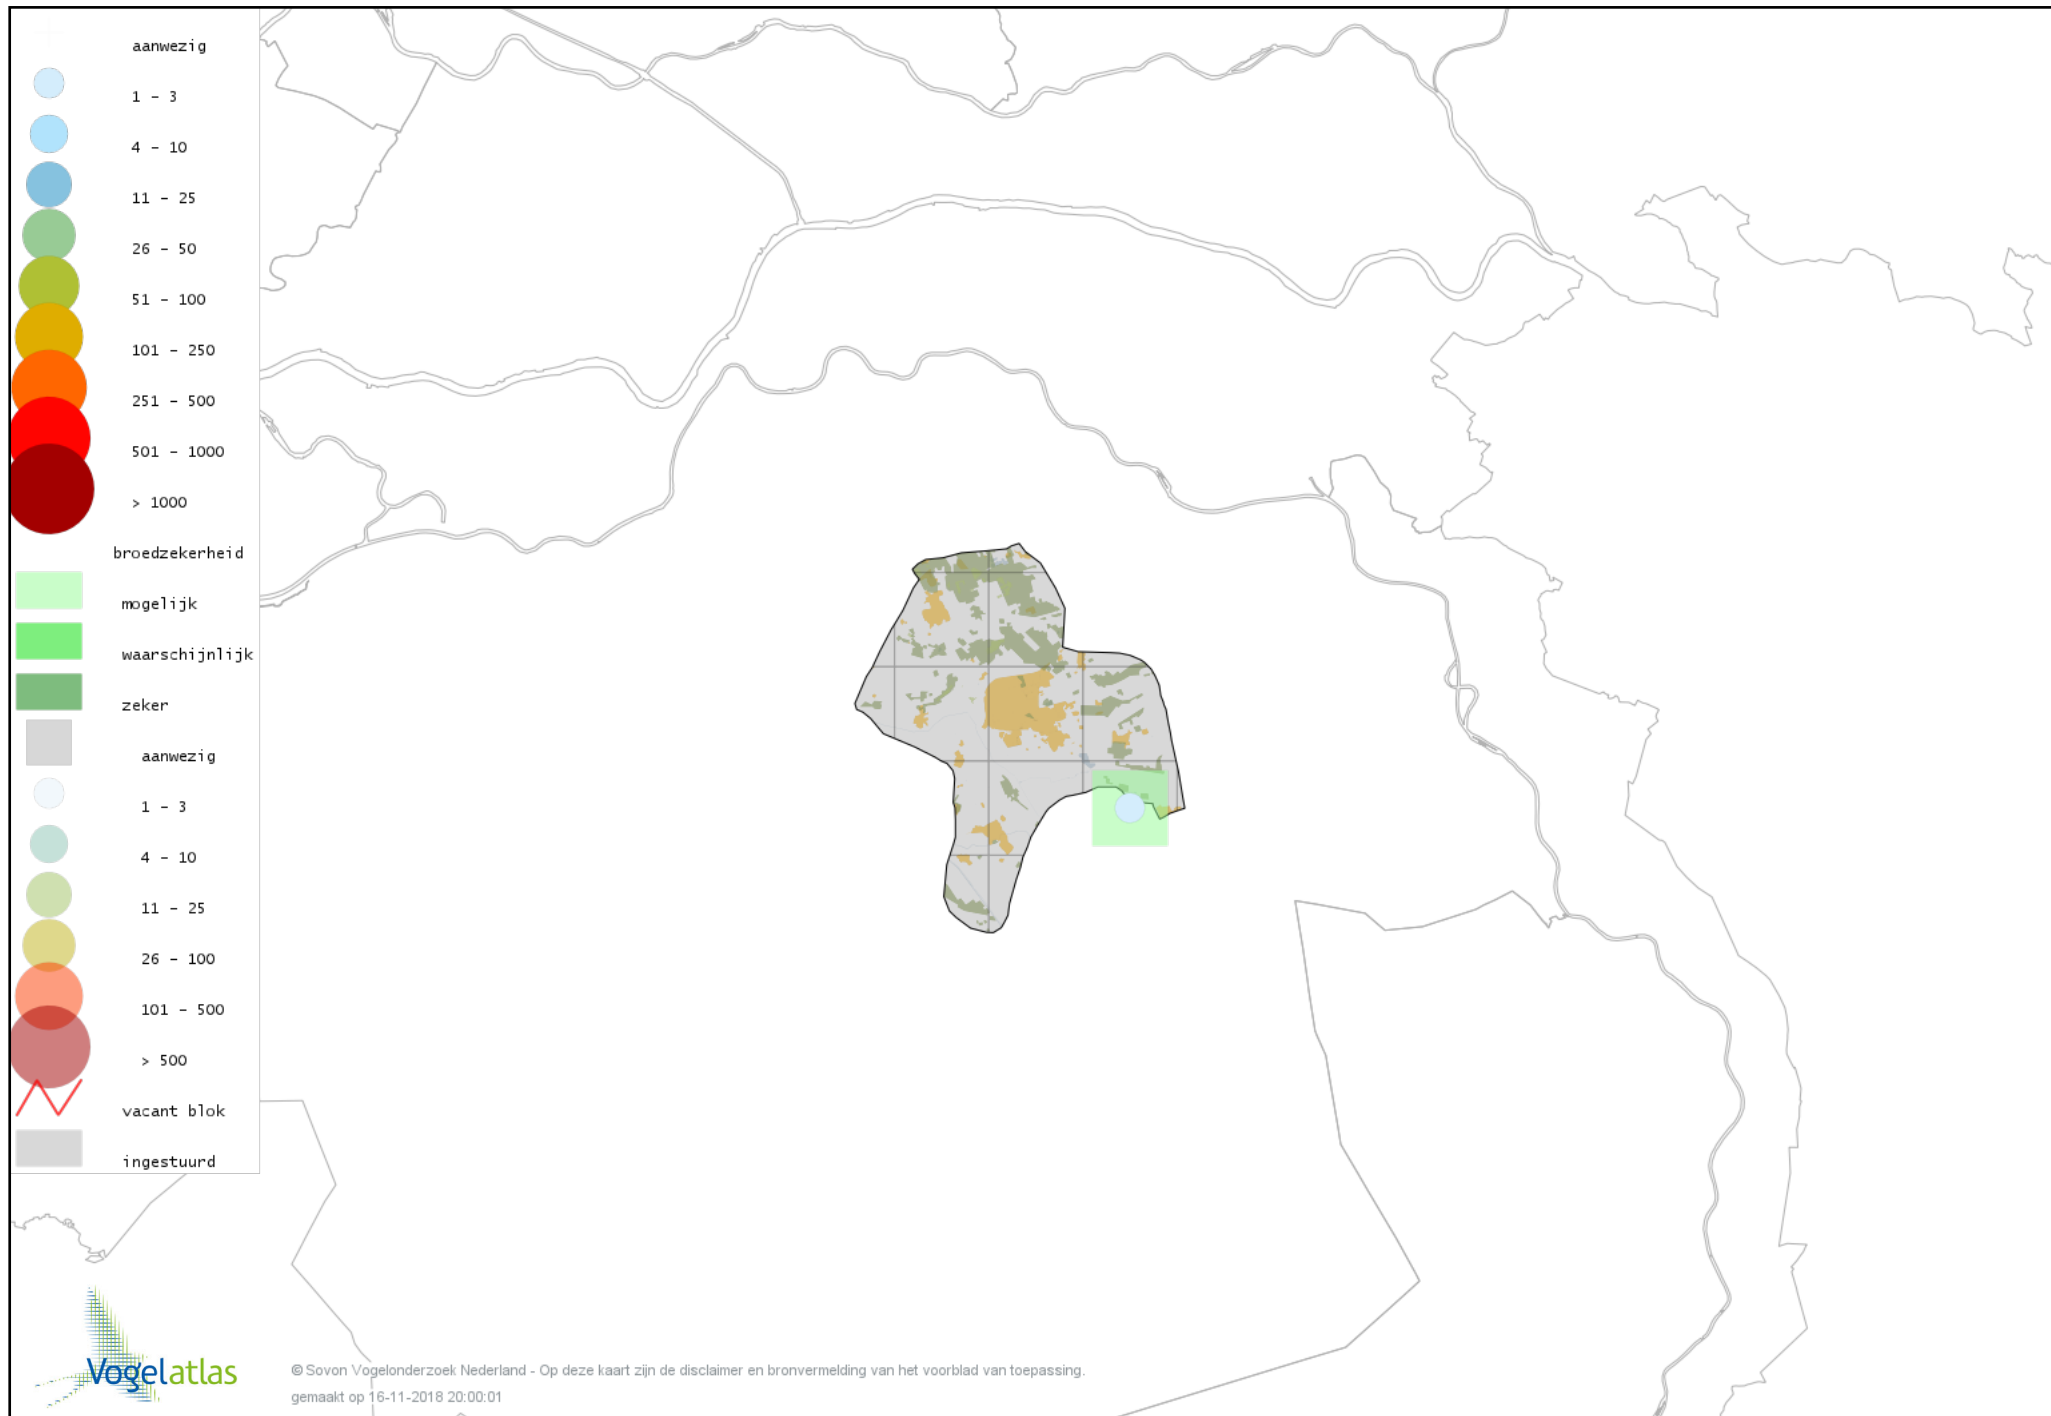 aanwezig
1 - 3
4 - 10
11 - 25
26 - 50
51 - 100
101 - 250
251 - 500
501 - 1000
> 1000
broedzekerheid
mogelijk
waarschijnlijk
zeker
aanwezig
1 - 3
4 - 10
11 - 25
26 - 100
101 - 500
> 500
vacant blok
ingestuurd
Vogelatlas
© Sovon Vogelonderzoek Nederland - Op deze kaart zijn de disclaimer en bronvermelding van het voorblad van toepassing.
gemaakt op 16-11-2018 20:00:01